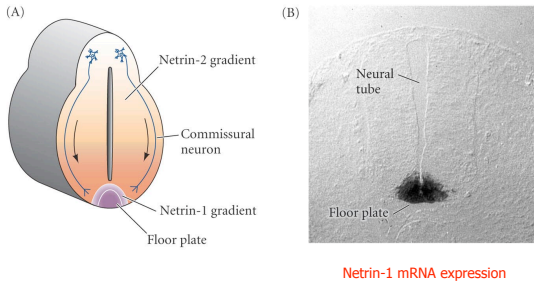 (A)
Netrin-2 gradient
Commissural
neuron
Netrin-1 gradient
Floor plate
(B)
Neural
tube
Floor plate
Netrin-1 mRNA expression